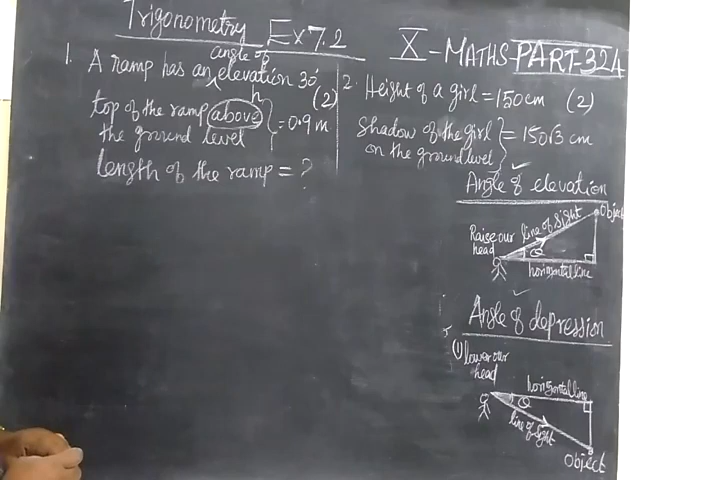 Trigonometry Ex 7.2
X - MATHS PART-32A
1. A ramp has an angle of elevation 30°
(2)
top of the ramp above
the ground level } h = 0.9 m
Length of the ramp = ?
2. Height of a girl = 150 cm (2)
Shadow of the girl
on the ground level } = 150√3 cm
Angle of elevation
Object
Raise our
head
line of sight
θ
horizontal line
Angle of depression
(1) lower our
head
horizontal line
θ
line of sight
Object